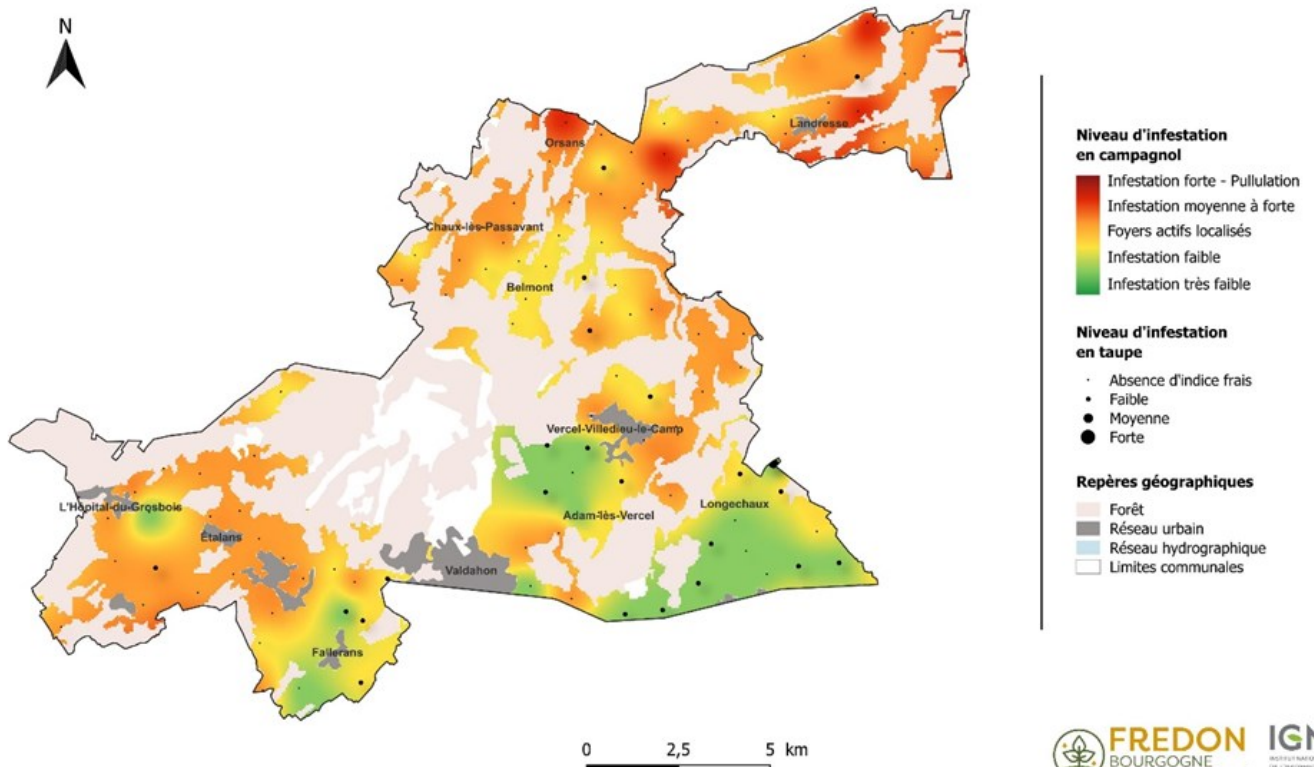 N
Orsans
Landresse
Chaux-lès-Passavant
Belmont
Vercel-Villedieu-le-Camp
L'Hôpital-du-Grosbois
Étalans
Adam-lès-Vercel
Longechaux
Valdahon
Fallerans
0 2,5 5 km
Niveau d'infestation
en campagnol
Infestation forte - Pullulation
Infestation moyenne à forte
Foyers actifs localisés
Infestation faible
Infestation très faible
Niveau d'infestation
en taupe
Absence d'indice frais
Faible
Moyenne
Forte
Repères géographiques
Forêt
Réseau urbain
Réseau hydrographique
Limites communales
FREDON
BOURGOGNE
IGN